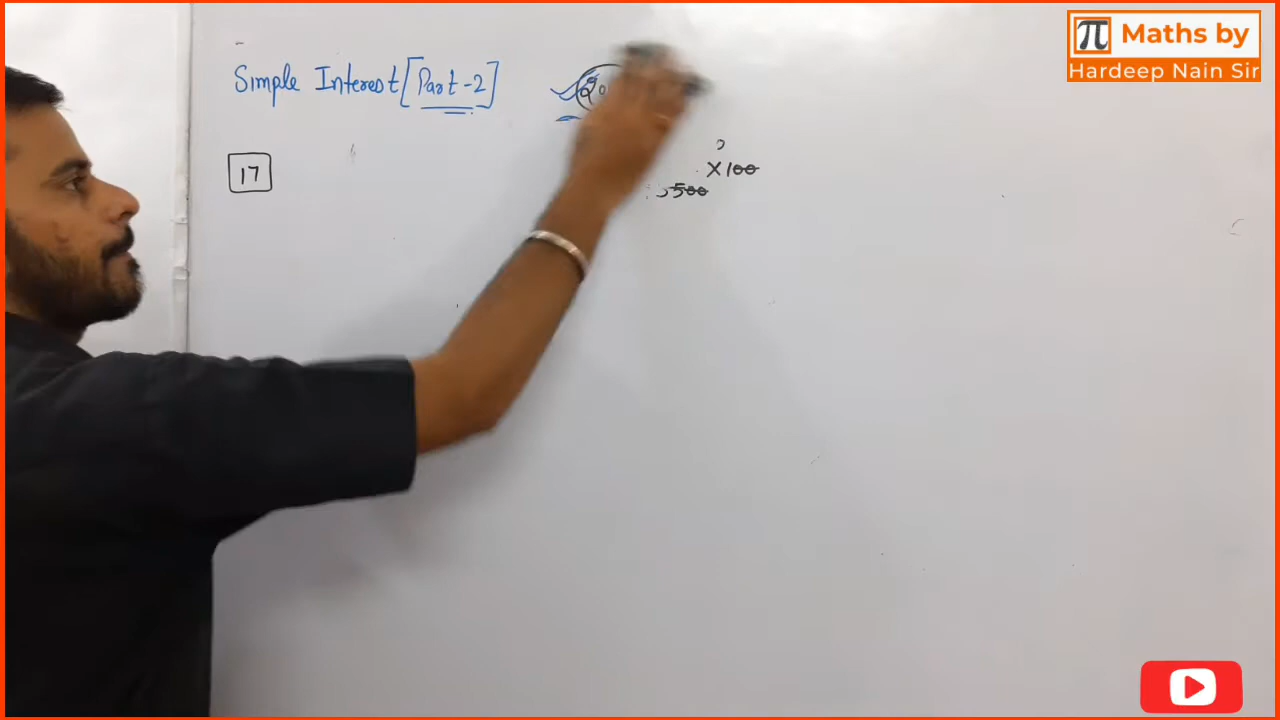 Maths by
Hardeep Nain Sir
Simple Interest [Part-2]
17
×100
500